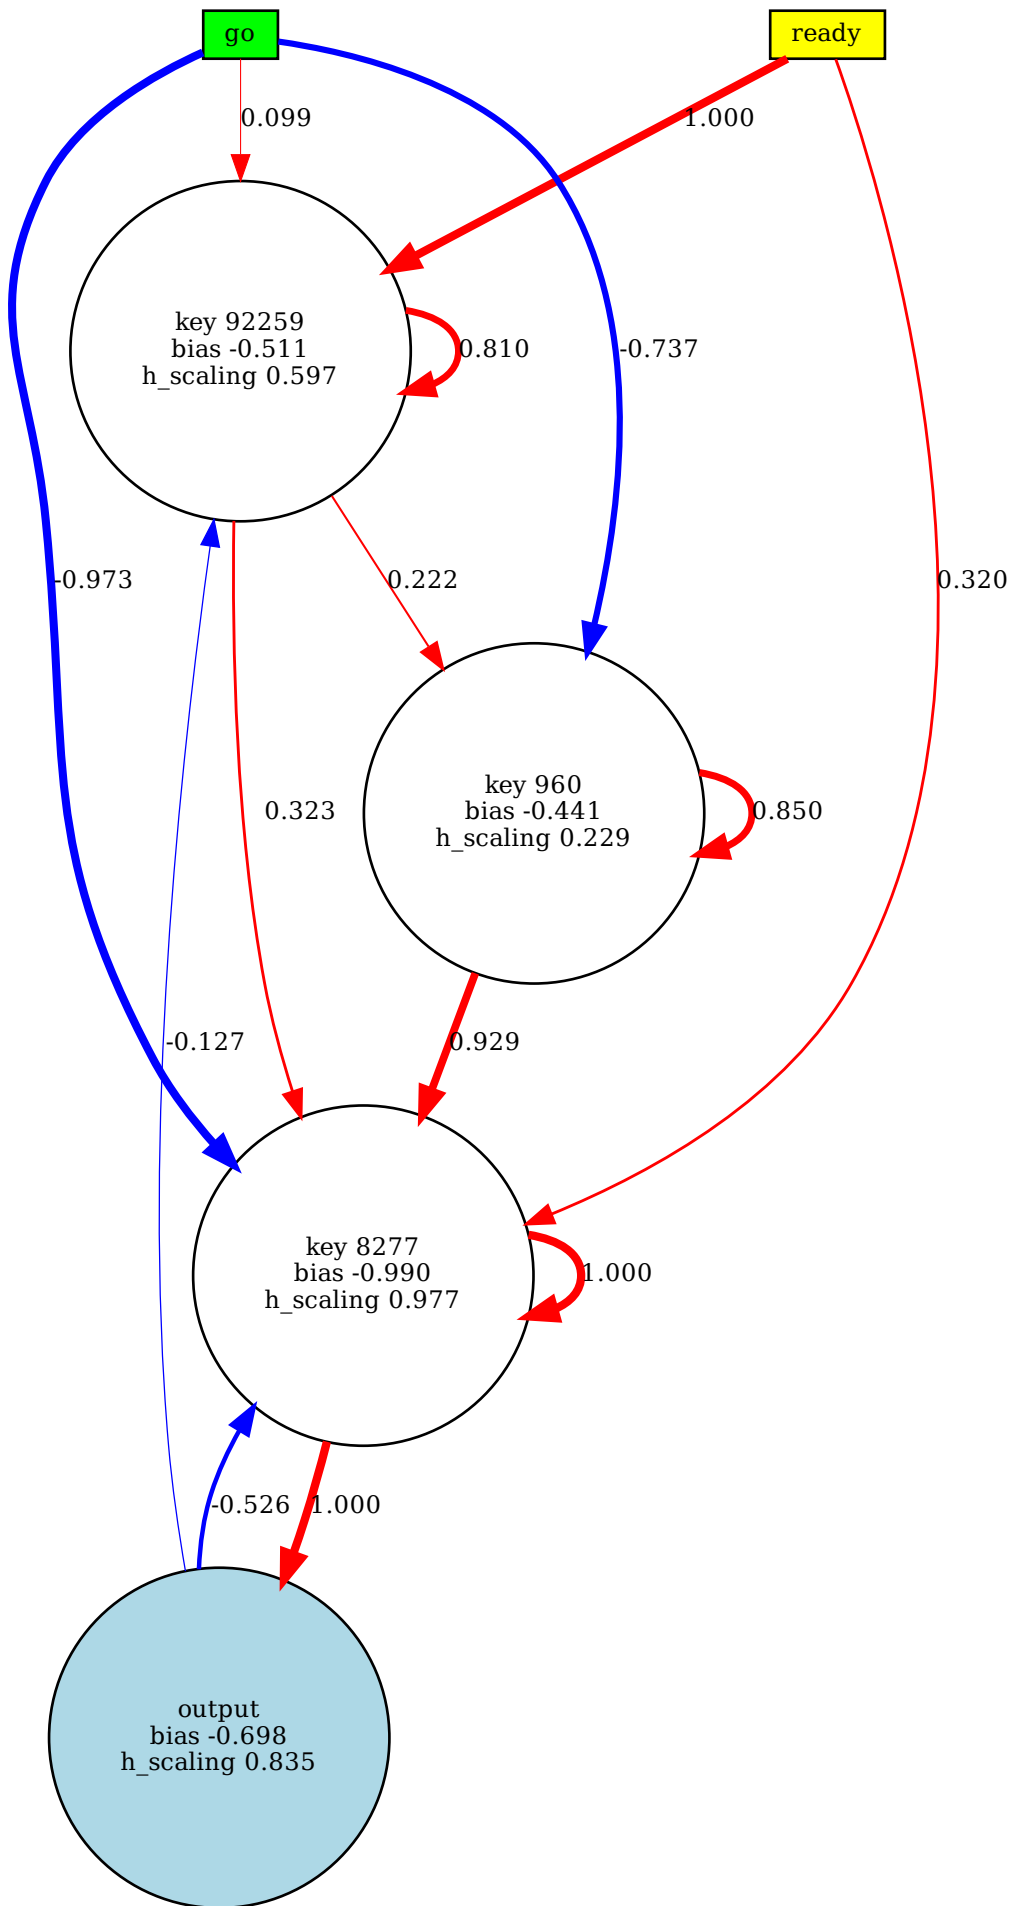 go
ready
0.099
1.000
key 92259
bias -0.511
h_scaling 0.597
0.810
-0.737
-0.973
0.222
0.320
key 960
bias -0.441
h_scaling 0.229
0.323
0.850
-0.127
0.929
key 8277
bias -0.990
h_scaling 0.977
1.000
-0.526
1.000
output
bias -0.698
h_scaling 0.835